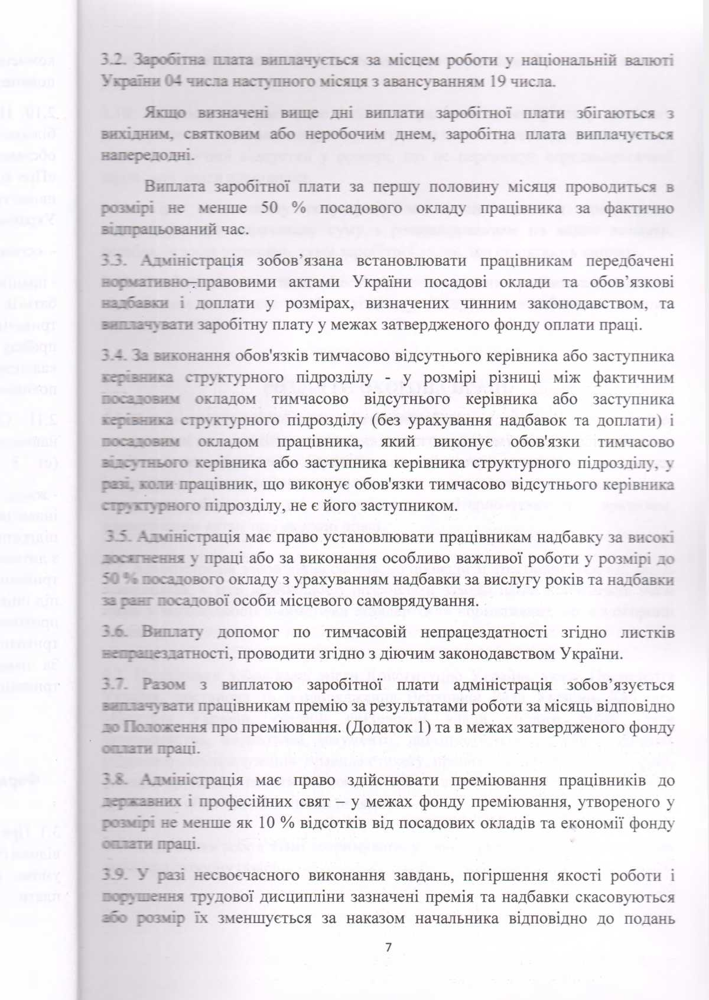 3.2. Заробітна плата виплачується за місцем роботи у національній валюті
України 04 числа наступного місяця з авансуванням 19 числа.
Якщо визначені вище дні виплати заробітної плати збігаються з
вихідним, святковим або неробочим днем, заробітна плата виплачується
напередодні.
Виплата заробітної плати за першу половину місяця проводиться в
розмірі не менше 50 % посадового окладу працівника за фактично
відпрацьований час.
3.3. Адміністрація зобов’язана встановлювати працівникам передбачені
нормативно–правовими актами України посадові оклади та обов’язкові
надбавки і доплати у розмірах, визначених чинним законодавством, та
виплачувати заробітну плату у межах затвердженого фонду оплати праці.
3.4. За виконання обов'язків тимчасово відсутнього керівника або заступника
керівника структурного підрозділу - у розмірі різниці між фактичним
посадовим окладом тимчасово відсутнього керівника або заступника
керівника структурного підрозділу (без урахування надбавок та доплати) і
посадовим окладом працівника, який виконує обов'язки тимчасово
відсутнього керівника або заступника керівника структурного підрозділу, у
разі, коли працівник, що виконує обов'язки тимчасово відсутнього керівника
структурного підрозділу, не є його заступником.
3.5. Адміністрація має право установлювати працівникам надбавку за високі
досягнення у праці або за виконання особливо важливої роботи у розмірі до
50 % посадового окладу з урахуванням надбавки за вислугу років та надбавки
за ранг посадової особи місцевого самоврядування.
3.6. Виплату допомог по тимчасовій непрацездатності згідно листків
непрацездатності, проводити згідно з діючим законодавством України.
3.7. Разом з виплатою заробітної плати адміністрація зобов’язується
виплачувати працівникам премію за результатами роботи за місяць відповідно
до Положення про преміювання. (Додаток 1) та в межах затвердженого фонду
оплати праці.
3.8. Адміністрація має право здійснювати преміювання працівників до
державних і професійних свят – у межах фонду преміювання, утвореного у
розмірі не менше як 10 % відсотків від посадових окладів та економії фонду
оплати праці.
3.9. У разі несвоєчасного виконання завдань, погіршення якості роботи і
порушення трудової дисципліни зазначені премія та надбавки скасовуються
або розмір їх зменшується за наказом начальника відповідно до подань
7